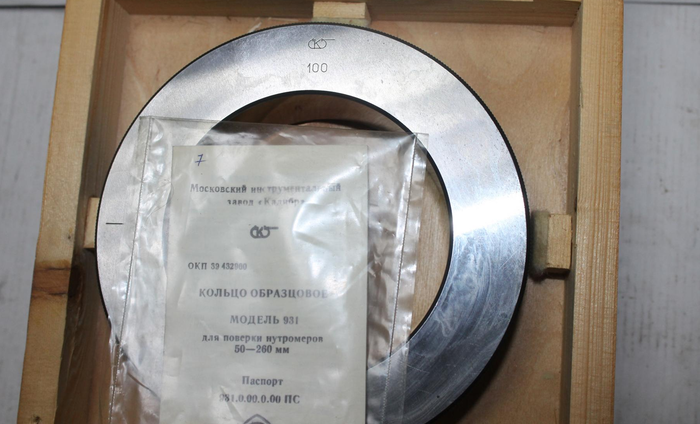 100
7
Московский инструментальный
завод «Калибр»
ОКП 39 4329
КОЛЬЦО ОБРАЗЦОВОЕ
МОДЕЛЬ 931
для поверки нутромеров
50—260 мм
Паспорт
931.0.00.0.00 ПС